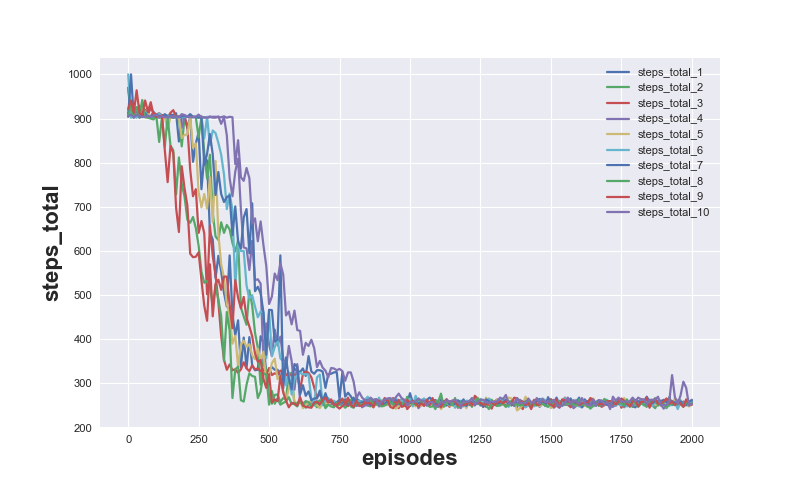 1000
900
800
700
600
500
400
300
200
steps_total
0
250
500
750
1000
1250
1500
1750
2000
episodes
steps_total_1
steps_total_2
steps_total_3
steps_total_4
steps_total_5
steps_total_6
steps_total_7
steps_total_8
steps_total_9
steps_total_10